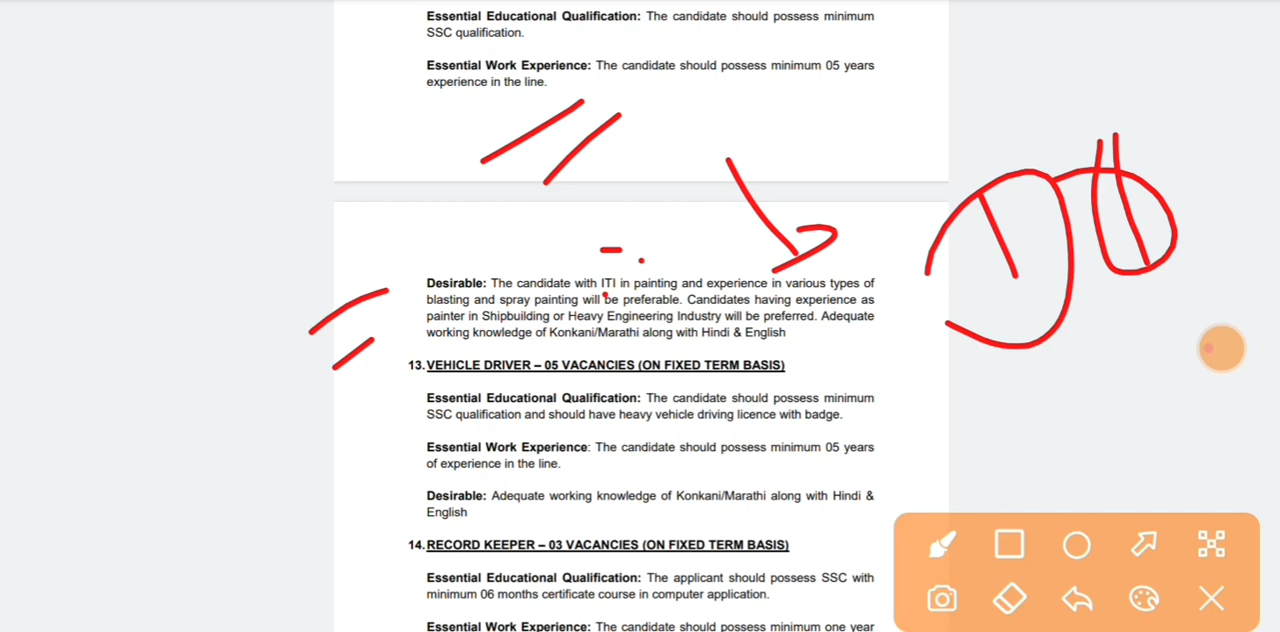 Essential Educational Qualification: The candidate should possess minimum
SSC qualification.
Essential Work Experience: The candidate should possess minimum 05 years
experience in the line.
Desirable: The candidate with ITI in painting and experience in various types of
blasting and spray painting will be preferable. Candidates having experience as
painter in Shipbuilding or Heavy Engineering Industry will be preferred. Adequate
working knowledge of Konkani/Marathi along with Hindi & English
13. VEHICLE DRIVER – 05 VACANCIES (ON FIXED TERM BASIS)
Essential Educational Qualification: The candidate should possess minimum
SSC qualification and should have heavy vehicle driving licence with badge.
Essential Work Experience: The candidate should possess minimum 05 years
of experience in the line.
Desirable: Adequate working knowledge of Konkani/Marathi along with Hindi &
English
14. RECORD KEEPER – 03 VACANCIES (ON FIXED TERM BASIS)
Essential Educational Qualification: The applicant should possess SSC with
minimum 06 months certificate course in computer application.
Essential Work Experience: The candidate should possess minimum one year